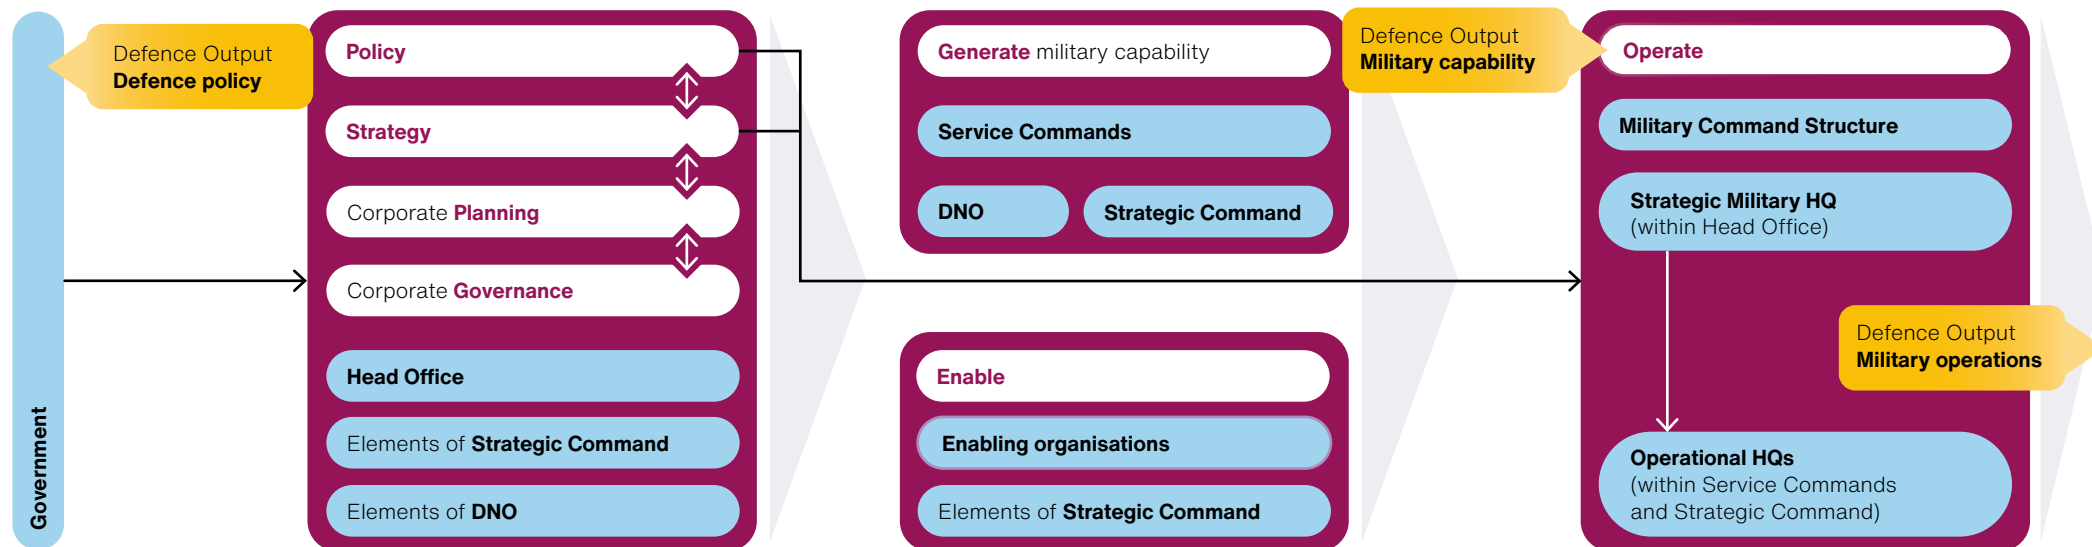 Government
Defence Output
Defence policy
Policy
Strategy
Corporate Planning
Corporate Governance
Head Office
Elements of Strategic Command
Elements of DNO
Generate military capability
Service Commands
DNO
Strategic Command
Enable
Enabling organisations
Elements of Strategic Command
Defence Output
Military capability
Operate
Military Command Structure
Strategic Military HQ
(within Head Office)
Defence Output
Military operations
Operational HQs
(within Service Commands
and Strategic Command)